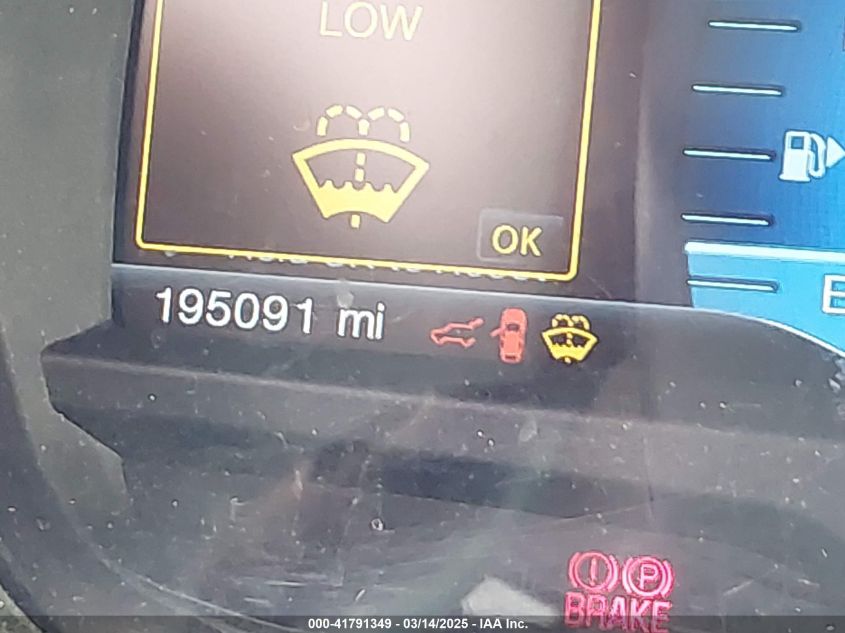 LOW
OK
195091 mi
E
P
BRAKE
000-41791349 - 03/14/2025 - IAA Inc.